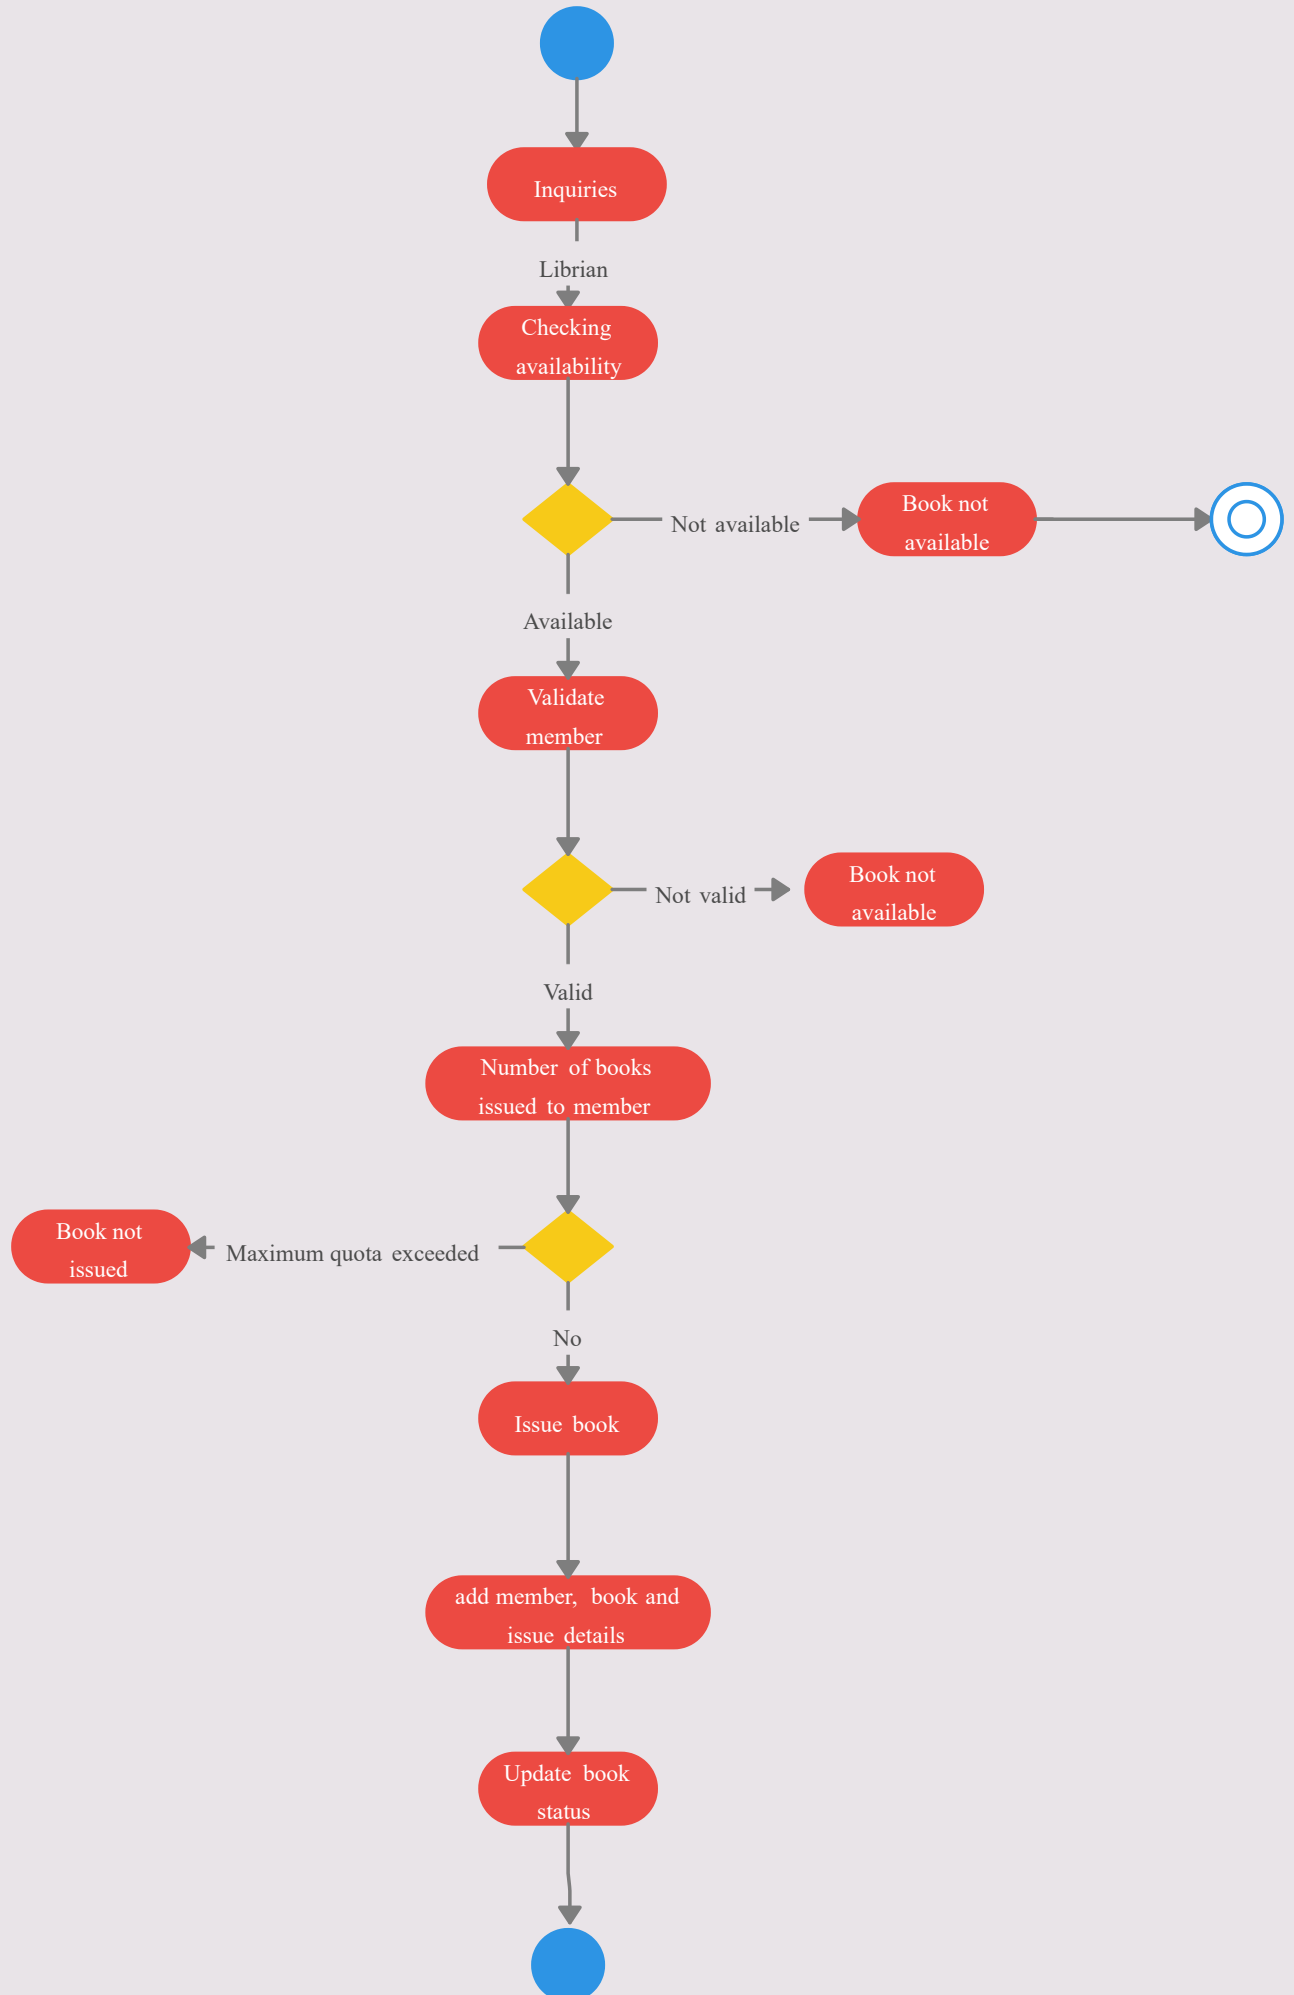 Inquiries
Librian
Checking
availability
Not available
Book not
available
Available
Validate
member
Not valid
Book not
available
Valid
Number of books
issued to member
Book not
issued
Maximum quota exceeded
No
Issue book
add member, book and
issue details
Update book
status